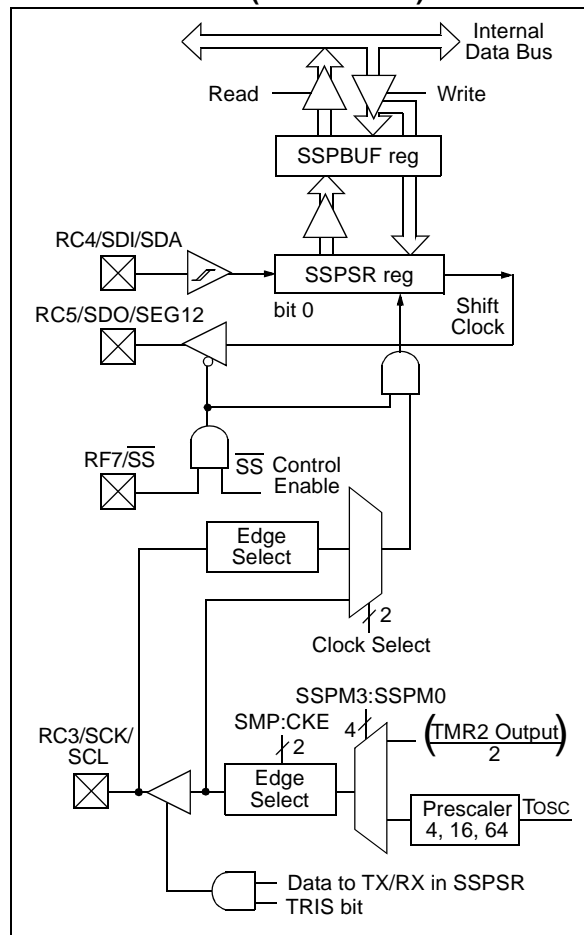 Internal
Data Bus
Read
Write
SSPBUF reg
RC4/SDI/SDA
SSPSR reg
bit 0
Shift
Clock
RC5/SDO/SEG12
RF7/SS
SS Control
Enable
Edge
Select
2
Clock Select
SSPM3:SSPM0
SMP:CKE
4
2
(TMR2 Output)
2
RC3/SCK/
SCL
Edge
Select
Prescaler
4, 16, 64
TOSC
Data to TX/RX in SSPSR
TRIS bit